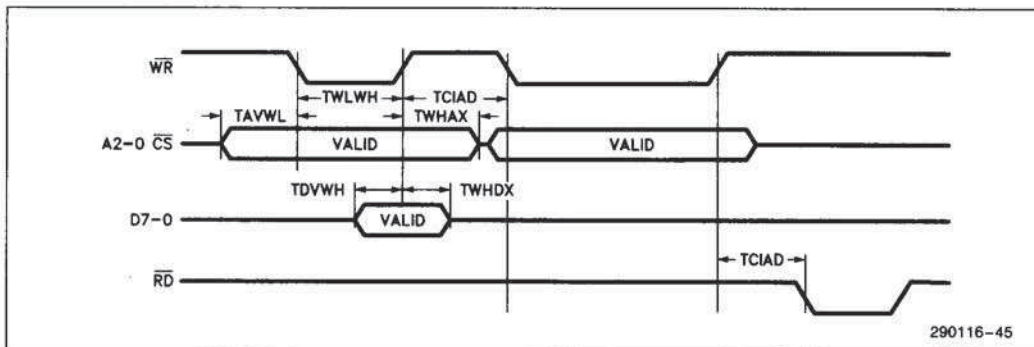 WR
TWLWH TCIAD
TAVWL TWHAX
A2-0 CS VALID VALID
TDVWH TWHDX
D7-0 VALID
TCIAD
RD
290116-45